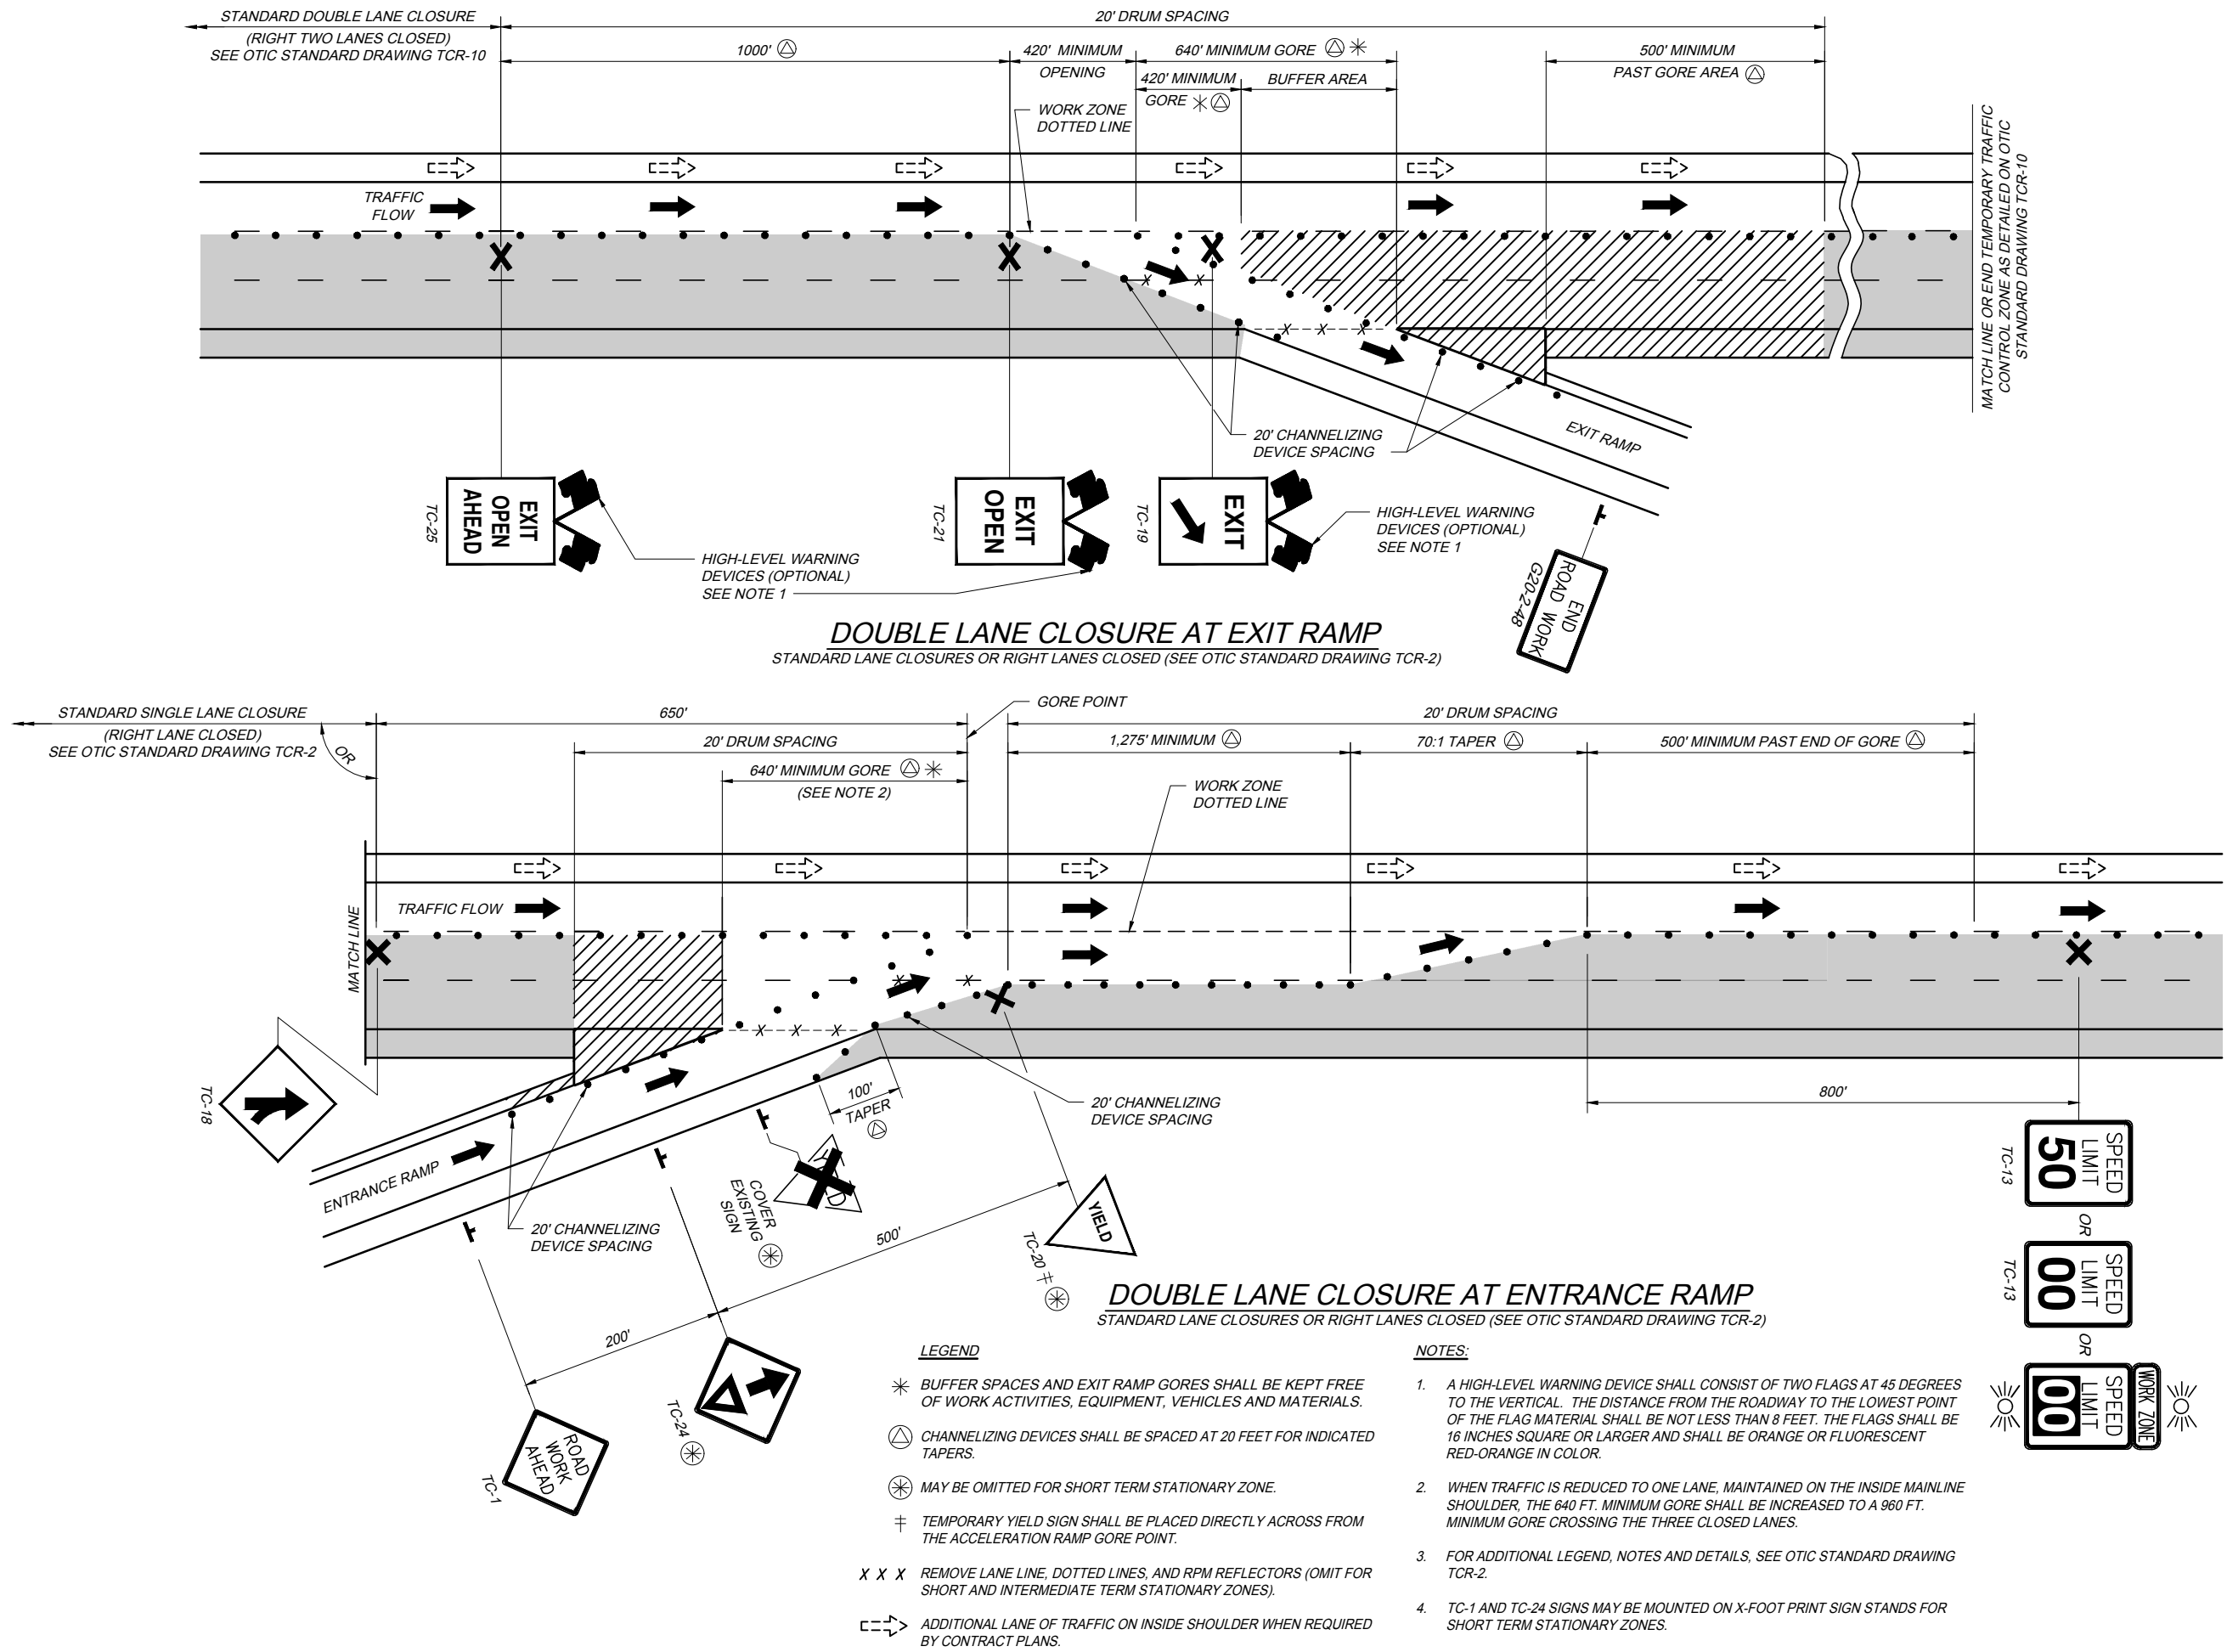 STANDARD DOUBLE LANE CLOSURE
(RIGHT TWO LANES CLOSED)
SEE OTIC STANDARD DRAWING TCR-10
20' DRUM SPACING
1000'
420' MINIMUM
OPENING
640' MINIMUM GORE
420' MINIMUM
GORE
BUFFER AREA
500' MINIMUM
PAST GORE AREA
WORK ZONE
DOTTED LINE
TRAFFIC
FLOW
MATCH LINE OR END TEMPORARY TRAFFIC
CONTROL ZONE AS DETAILED ON OTIC
STANDARD DRAWING TCR-10
20' CHANNELIZING
DEVICE SPACING
EXIT RAMP
EXIT
OPEN
AHEAD
TC-25
EXIT
OPEN
TC-21
EXIT
TC-19
HIGH-LEVEL WARNING
DEVICES (OPTIONAL)
SEE NOTE 1
HIGH-LEVEL WARNING
DEVICES (OPTIONAL)
SEE NOTE 1
END
ROAD WORK
G20-2-48
DOUBLE LANE CLOSURE AT EXIT RAMP
STANDARD LANE CLOSURES OR RIGHT LANES CLOSED (SEE OTIC STANDARD DRAWING TCR-2)
STANDARD SINGLE LANE CLOSURE
(RIGHT LANE CLOSED)
SEE OTIC STANDARD DRAWING TCR-2
OR
650'
GORE POINT
20' DRUM SPACING
20' DRUM SPACING
640' MINIMUM GORE
(SEE NOTE 2)
1,275' MINIMUM
70:1 TAPER
500' MINIMUM PAST END OF GORE
WORK ZONE
DOTTED LINE
MATCH LINE
TRAFFIC FLOW
TC-18
ENTRANCE RAMP
100'
TAPER
20' CHANNELIZING
DEVICE SPACING
800'
20' CHANNELIZING
DEVICE SPACING
YIELD
COVER
EXISTING
SIGN
500'
YIELD
TC-20 ‡
200'
TC-24
ROAD
WORK
AHEAD
TC-1
SPEED
LIMIT
50
TC-13
OR
SPEED
LIMIT
00
TC-13
OR
WORK ZONE
SPEED
LIMIT
00
DOUBLE LANE CLOSURE AT ENTRANCE RAMP
STANDARD LANE CLOSURES OR RIGHT LANES CLOSED (SEE OTIC STANDARD DRAWING TCR-2)
LEGEND
BUFFER SPACES AND EXIT RAMP GORES SHALL BE KEPT FREE
OF WORK ACTIVITIES, EQUIPMENT, VEHICLES AND MATERIALS.
CHANNELIZING DEVICES SHALL BE SPACED AT 20 FEET FOR INDICATED
TAPERS.
MAY BE OMITTED FOR SHORT TERM STATIONARY ZONE.
‡ TEMPORARY YIELD SIGN SHALL BE PLACED DIRECTLY ACROSS FROM
THE ACCELERATION RAMP GORE POINT.
X X X REMOVE LANE LINE, DOTTED LINES, AND RPM REFLECTORS (OMIT FOR
SHORT AND INTERMEDIATE TERM STATIONARY ZONES).
ADDITIONAL LANE OF TRAFFIC ON INSIDE SHOULDER WHEN REQUIRED
BY CONTRACT PLANS.
NOTES:
1. A HIGH-LEVEL WARNING DEVICE SHALL CONSIST OF TWO FLAGS AT 45 DEGREES
TO THE VERTICAL. THE DISTANCE FROM THE ROADWAY TO THE LOWEST POINT
OF THE FLAG MATERIAL SHALL BE NOT LESS THAN 8 FEET. THE FLAGS SHALL BE
16 INCHES SQUARE OR LARGER AND SHALL BE ORANGE OR FLUORESCENT
RED-ORANGE IN COLOR.
2. WHEN TRAFFIC IS REDUCED TO ONE LANE, MAINTAINED ON THE INSIDE MAINLINE
SHOULDER, THE 640 FT. MINIMUM GORE SHALL BE INCREASED TO A 960 FT.
MINIMUM GORE CROSSING THE THREE CLOSED LANES.
3. FOR ADDITIONAL LEGEND, NOTES AND DETAILS, SEE OTIC STANDARD DRAWING
TCR-2.
4. TC-1 AND TC-24 SIGNS MAY BE MOUNTED ON X-FOOT PRINT SIGN STANDS FOR
SHORT TERM STATIONARY ZONES.